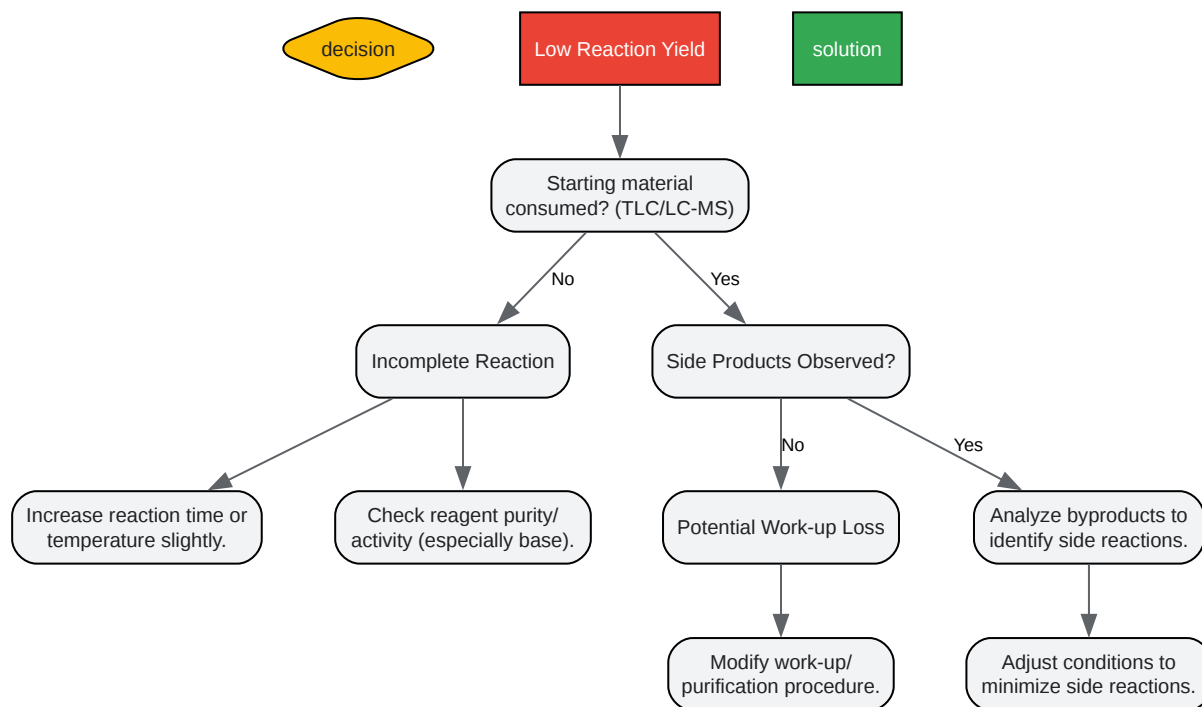 decision
Low Reaction Yield
solution
Starting material
consumed? (TLC/LC-MS)
No
Yes
Incomplete Reaction
Side Products Observed?
No
Yes
Increase reaction time or
temperature slightly.
Check reagent purity/
activity (especially base).
Potential Work-up Loss
Analyze byproducts to
identify side reactions.
Modify work-up/
purification procedure.
Adjust conditions to
minimize side reactions.